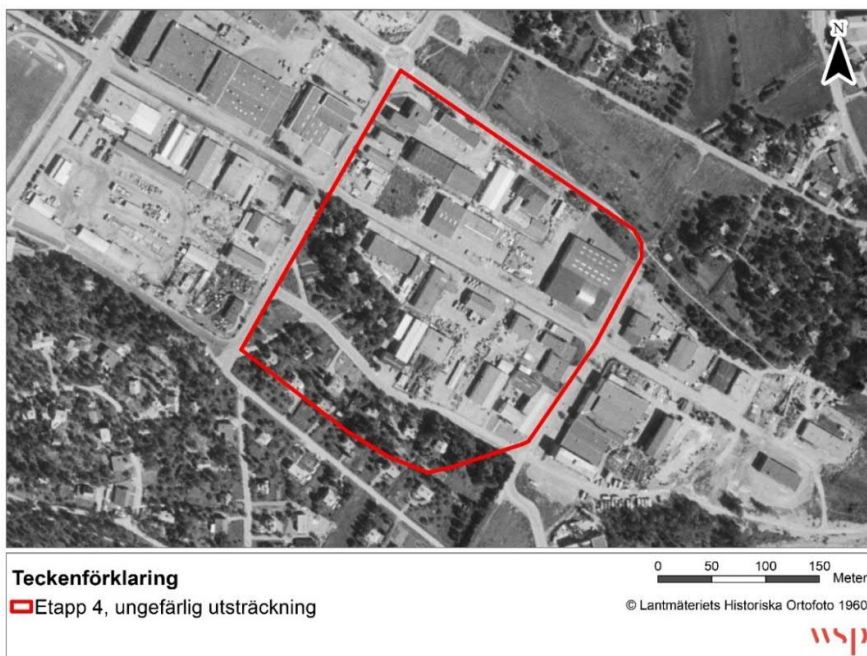 N
Teckenförklaring
Etapp 4, ungefärlig utsträckning
0 50 100 150
Meter
© Lantmäteriets Historiska Ortofoto 1960
wsp